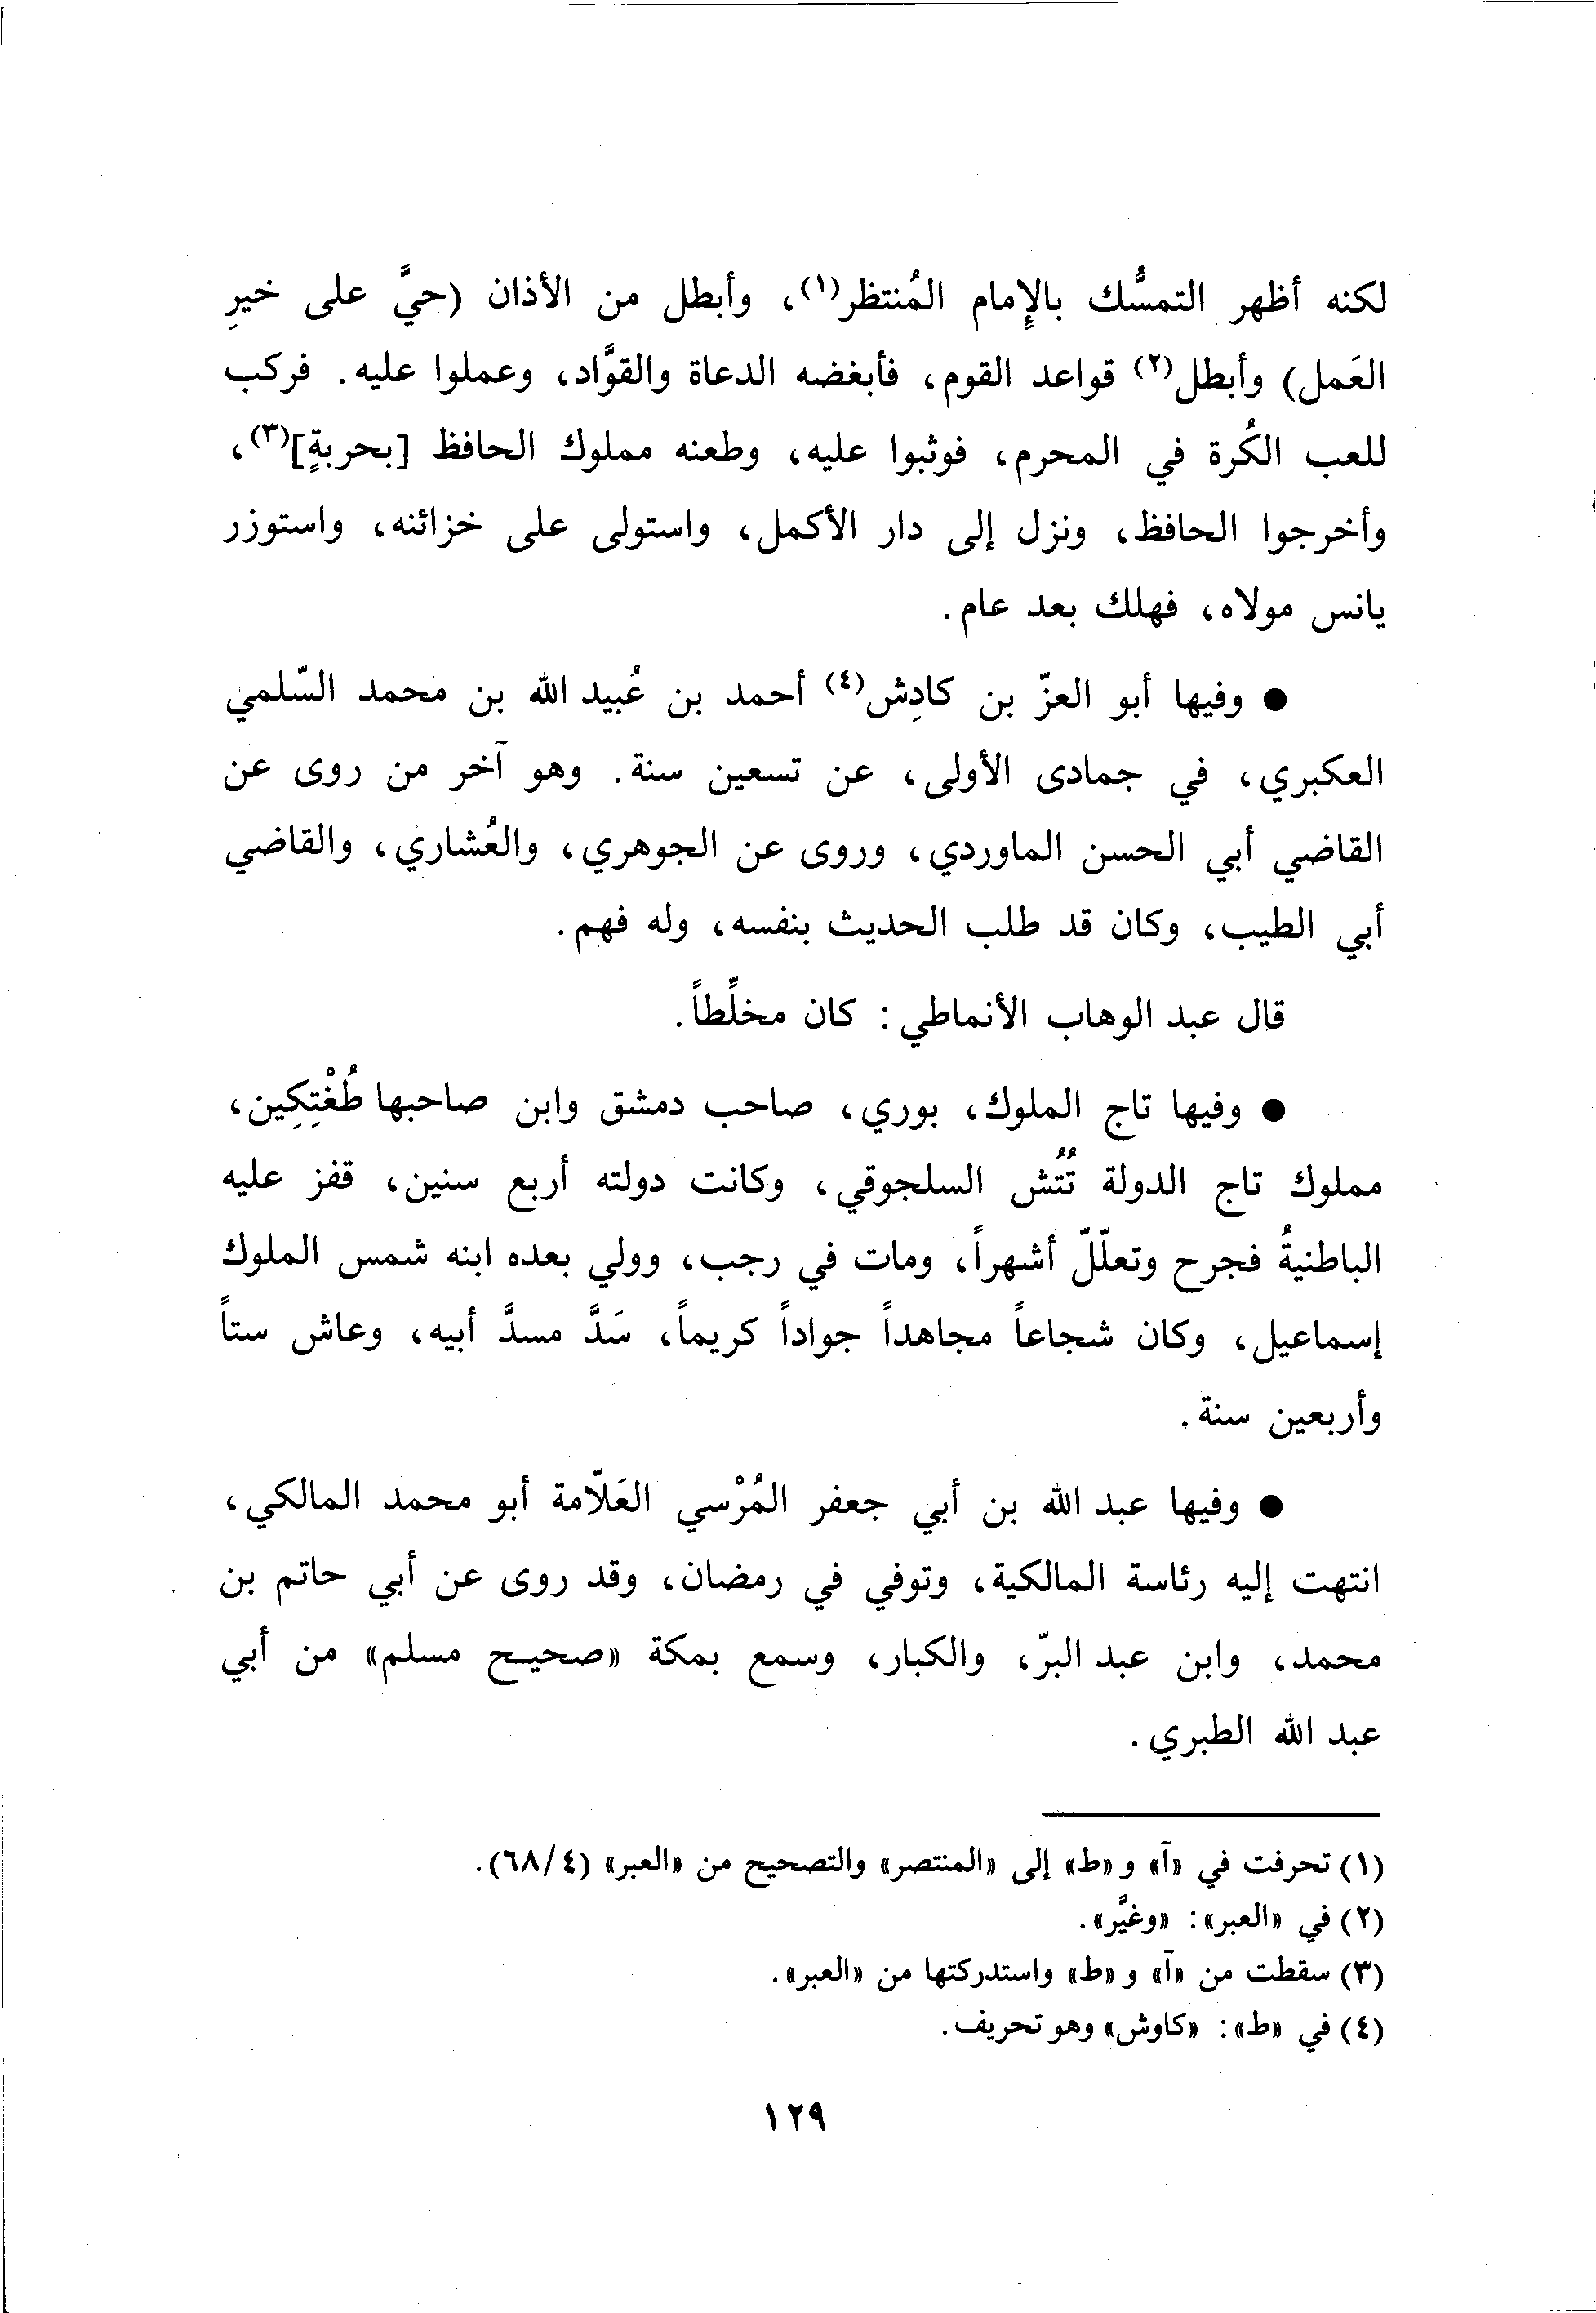 لكنه أظهر التمسُّك بالإِمام المُنتظر(١)، وأبطل من الأذان (حيَّ على خيرِ
العَمل) وأبطل(٢) قواعد القوم، فأبغضه الدعاة والقوَّاد، وعملوا عليه. فركب
للعب الكُرة في المحرم، فوثبوا عليه، وطعنه مملوك الحافظ [بحربةٍ](٣)،
وأخرجوا الحافظ، ونزل إلى دار الأكمل، واستولى على خزائنه، واستوزر
يانس مولاه، فهلك بعد عام.
● وفيها أبو العزّ بن كادِش(٤) أحمد بن عُبيد الله بن محمد السّلمي
العكبري، في جمادى الأولى، عن تسعين سنة. وهو آخر من روى عن
القاضي أبي الحسن الماوردي، وروى عن الجوهري، والعُشاري، والقاضي
أبي الطيب، وكان قد طلب الحديث بنفسه، وله فهم.
قال عبد الوهاب الأنماطي: كان مخلِّطاً.
● وفيها تاج الملوك، بوري، صاحب دمشق وابن صاحبها طُغْتِكِين،
مملوك تاج الدولة تُتُش السلجوقي، وكانت دولته أربع سنين، قفز عليه
الباطنيةُ فجرح وتعلّلّ أشهراً، ومات في رجب، وولي بعده ابنه شمس الملوك
إسماعيل، وكان شجاعاً مجاهداً جواداً كريماً، سَدَّ مسدَّ أبيه، وعاش ستاً
وأربعين سنة.
● وفيها عبد الله بن أبي جعفر المُرْسي العَلّامة أبو محمد المالكي،
انتهت إليه رئاسة المالكية، وتوفي في رمضان، وقد روى عن أبي حاتم بن
محمد، وابن عبد البرّ، والكبار، وسمع بمكة «صحيح مسلم» من أبي
عبد الله الطبري.
(١) تحرفت في «آ» و«ط» إلى «المنتصر» والتصحيح من «العبر» (٦٨/٤).
(٢) في «العبر»: «وغيَّر».
(٣) سقطت من «آ» و«ط» واستدركتها من «العبر».
(٤) في «ط»: «كاوش» وهو تحريف.
١٢٩